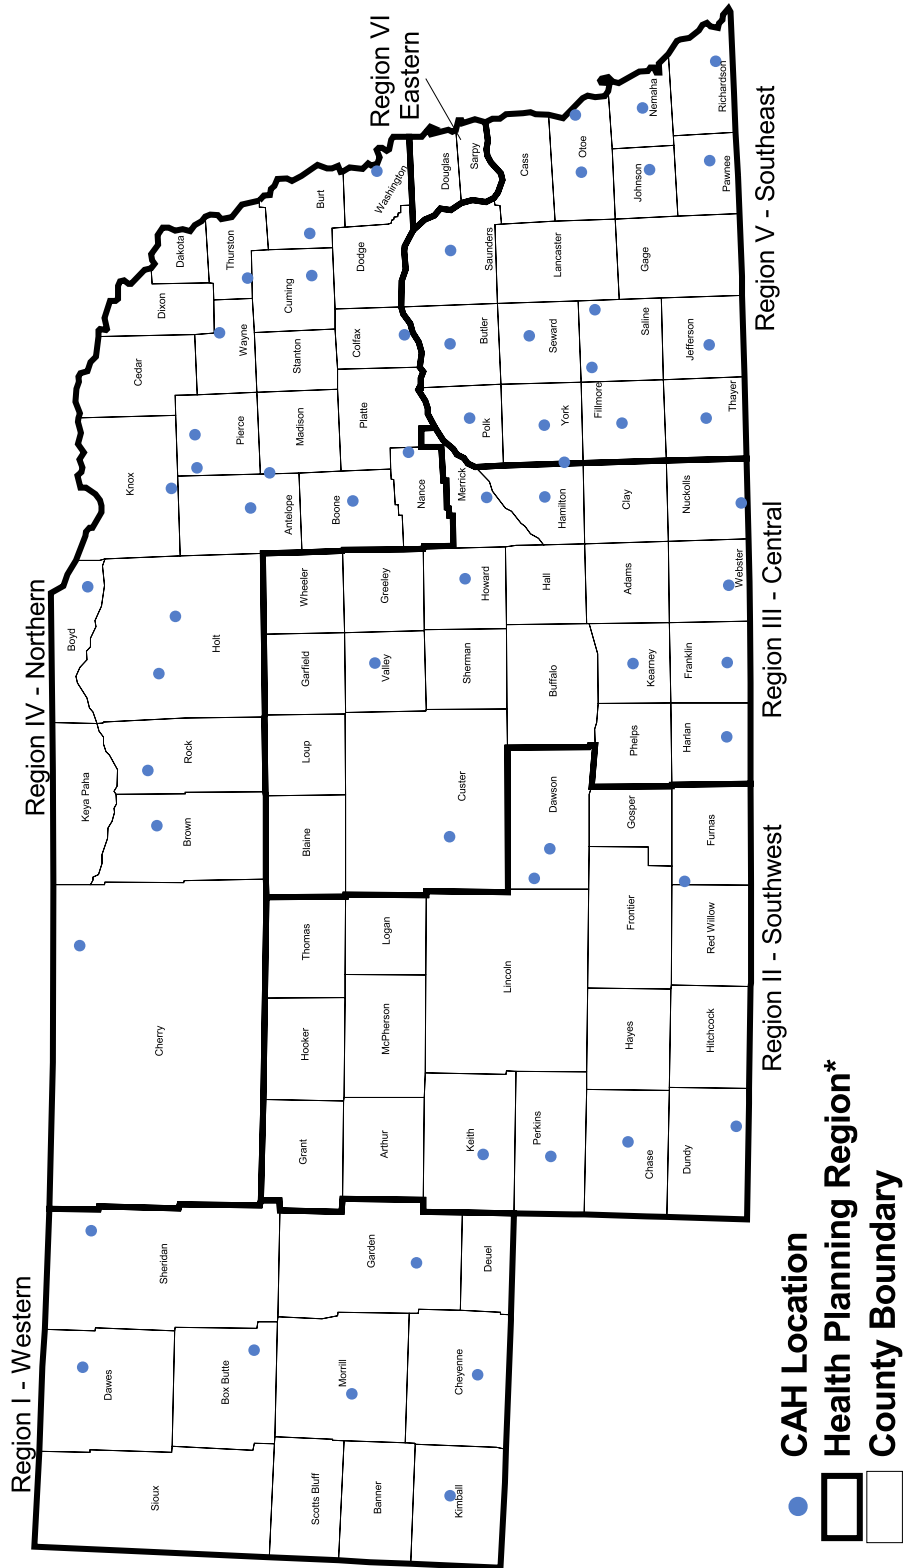 Region I - Western
Region IV - Northern
Region VI
Eastern
Region II - Southwest
Region III - Central
Region V - Southeast
Sioux
Dawes
Sheridan
Box Butte
Scotts Bluff
Banner
Kimball
Morrill
Cheyenne
Garden
Deuel
Cherry
Keya Paha
Boyd
Brown
Rock
Holt
Knox
Cedar
Dixon
Dakota
Antelope
Pierce
Wayne
Thurston
Boone
Madison
Stanton
Cuming
Burt
Nance
Platte
Colfax
Dodge
Washington
Grant
Hooker
Thomas
Arthur
McPherson
Logan
Keith
Perkins
Lincoln
Dawson
Chase
Hayes
Frontier
Gosper
Dundy
Hitchcock
Red Willow
Furnas
Blaine
Loup
Garfield
Wheeler
Custer
Valley
Greeley
Sherman
Howard
Merrick
Buffalo
Hall
Hamilton
Phelps
Kearney
Adams
Clay
Harlan
Franklin
Webster
Nuckolls
Polk
Butler
Saunders
Douglas
Sarpy
York
Seward
Lancaster
Cass
Otoe
Fillmore
Saline
Gage
Johnson
Nemaha
Thayer
Jefferson
Pawnee
Richardson
CAH Location
Health Planning Region*
County Boundary